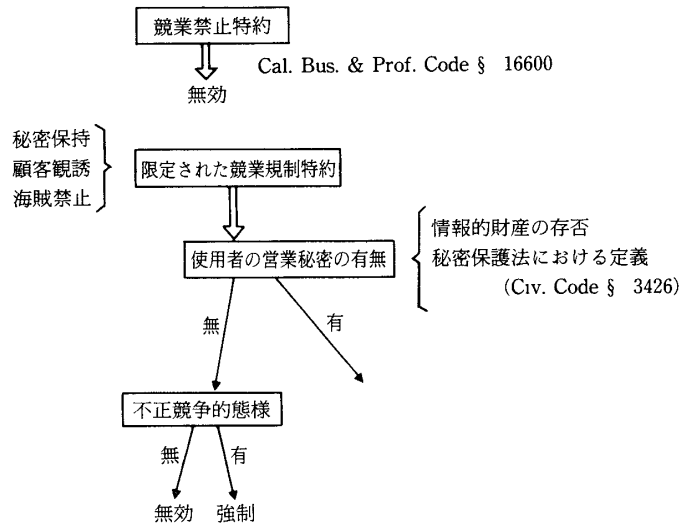 競業禁止特約
Cal. Bus. & Prof. Code § 16600
無効
秘密保持
顧客観誘
海賊禁止
限定された競業規制特約
情報的財産の存否
使用者の営業秘密の有無
秘密保護法における定義
(Civ. Code § 3426)
無
有
不正競争的態様
無
有
無効
強制